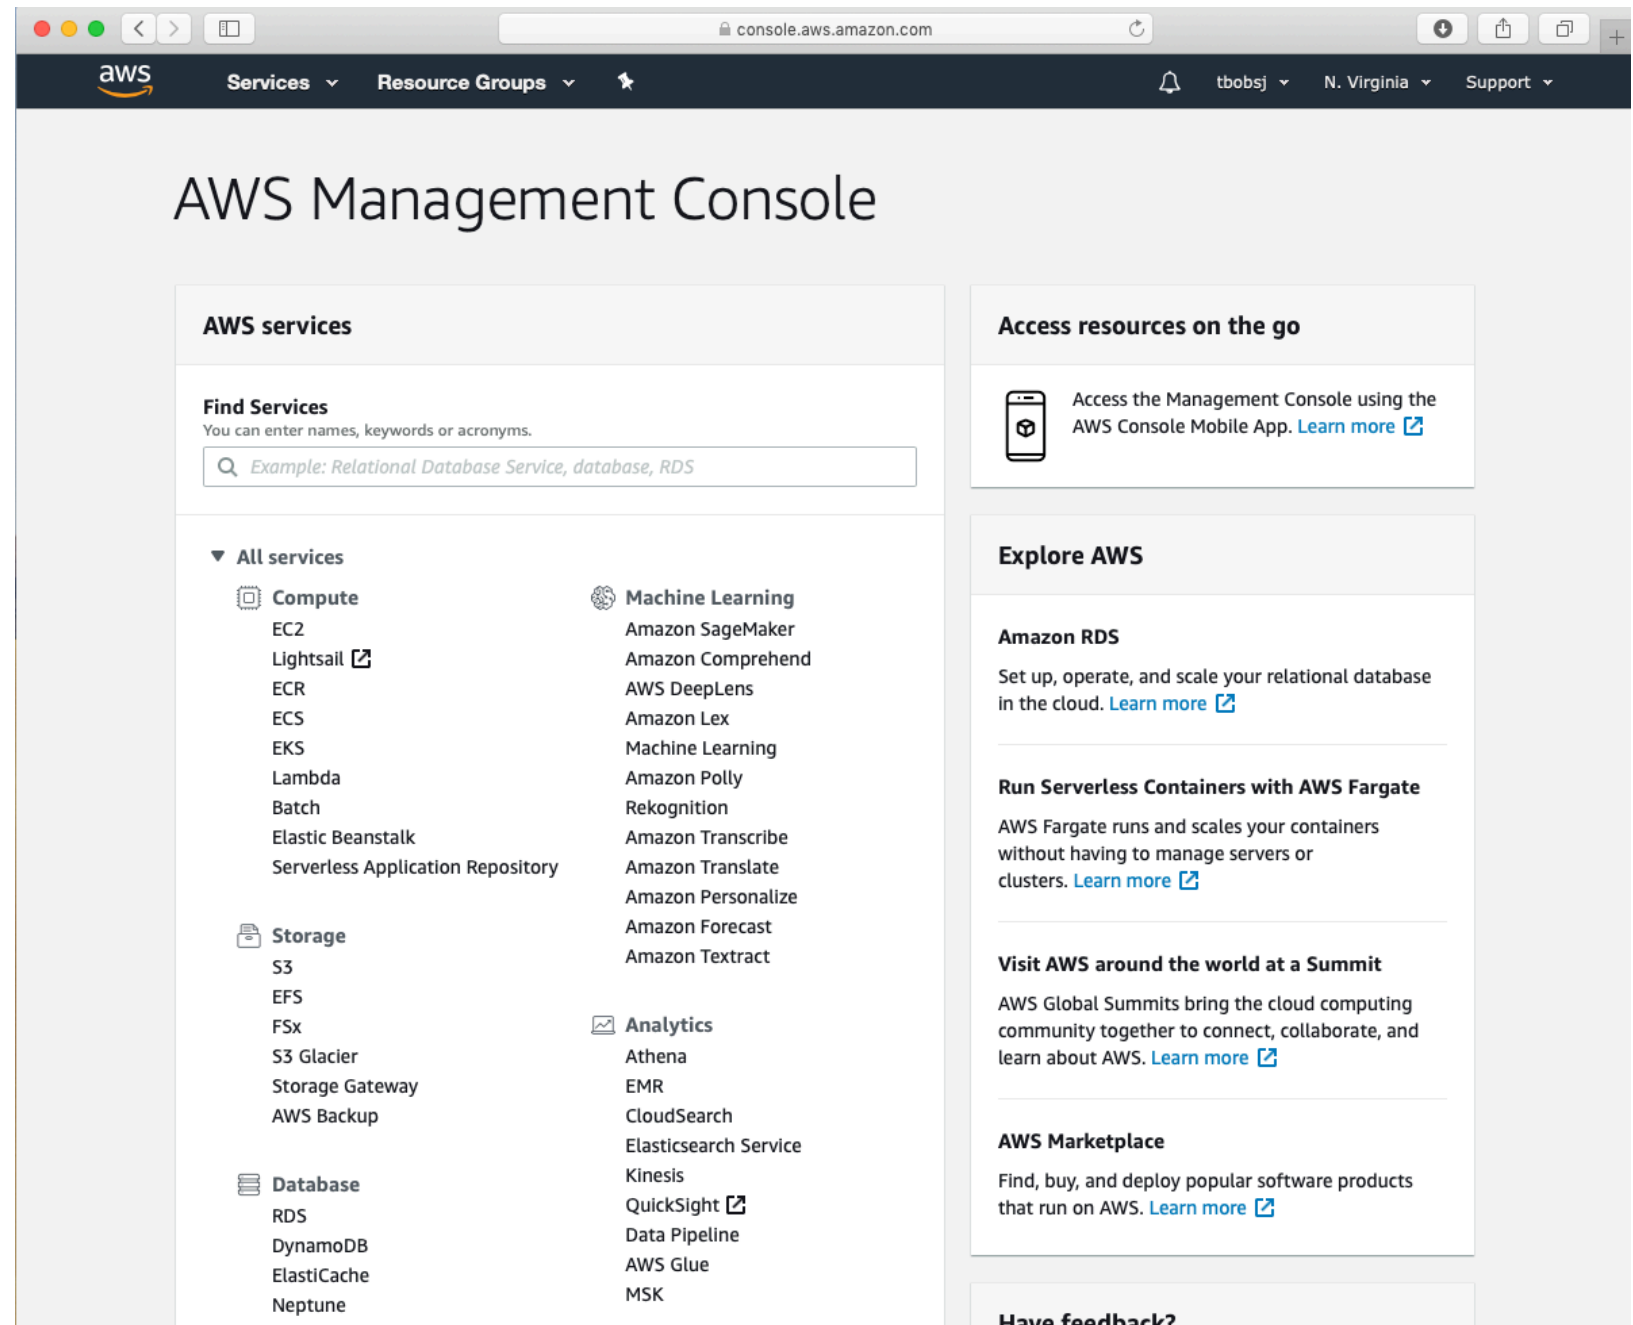 console.aws.amazon.com
aws
Services
Resource Groups
tbobsj
N. Virginia
Support
AWS Management Console
AWS services
Find Services
You can enter names, keywords or acronyms.
Example: Relational Database Service, database, RDS
All services
Compute
EC2
Lightsail
ECR
ECS
EKS
Lambda
Batch
Elastic Beanstalk
Serverless Application Repository
Storage
S3
EFS
FSx
S3 Glacier
Storage Gateway
AWS Backup
Database
RDS
DynamoDB
ElastiCache
Neptune
Machine Learning
Amazon SageMaker
Amazon Comprehend
AWS DeepLens
Amazon Lex
Machine Learning
Amazon Polly
Rekognition
Amazon Transcribe
Amazon Translate
Amazon Personalize
Amazon Forecast
Amazon Textract
Analytics
Athena
EMR
CloudSearch
Elasticsearch Service
Kinesis
QuickSight
Data Pipeline
AWS Glue
MSK
Access resources on the go
Access the Management Console using the
AWS Console Mobile App. Learn more
Explore AWS
Amazon RDS
Set up, operate, and scale your relational database
in the cloud. Learn more
Run Serverless Containers with AWS Fargate
AWS Fargate runs and scales your containers
without having to manage servers or
clusters. Learn more
Visit AWS around the world at a Summit
AWS Global Summits bring the cloud computing
community together to connect, collaborate, and
learn about AWS. Learn more
AWS Marketplace
Find, buy, and deploy popular software products
that run on AWS. Learn more
Have feedback?